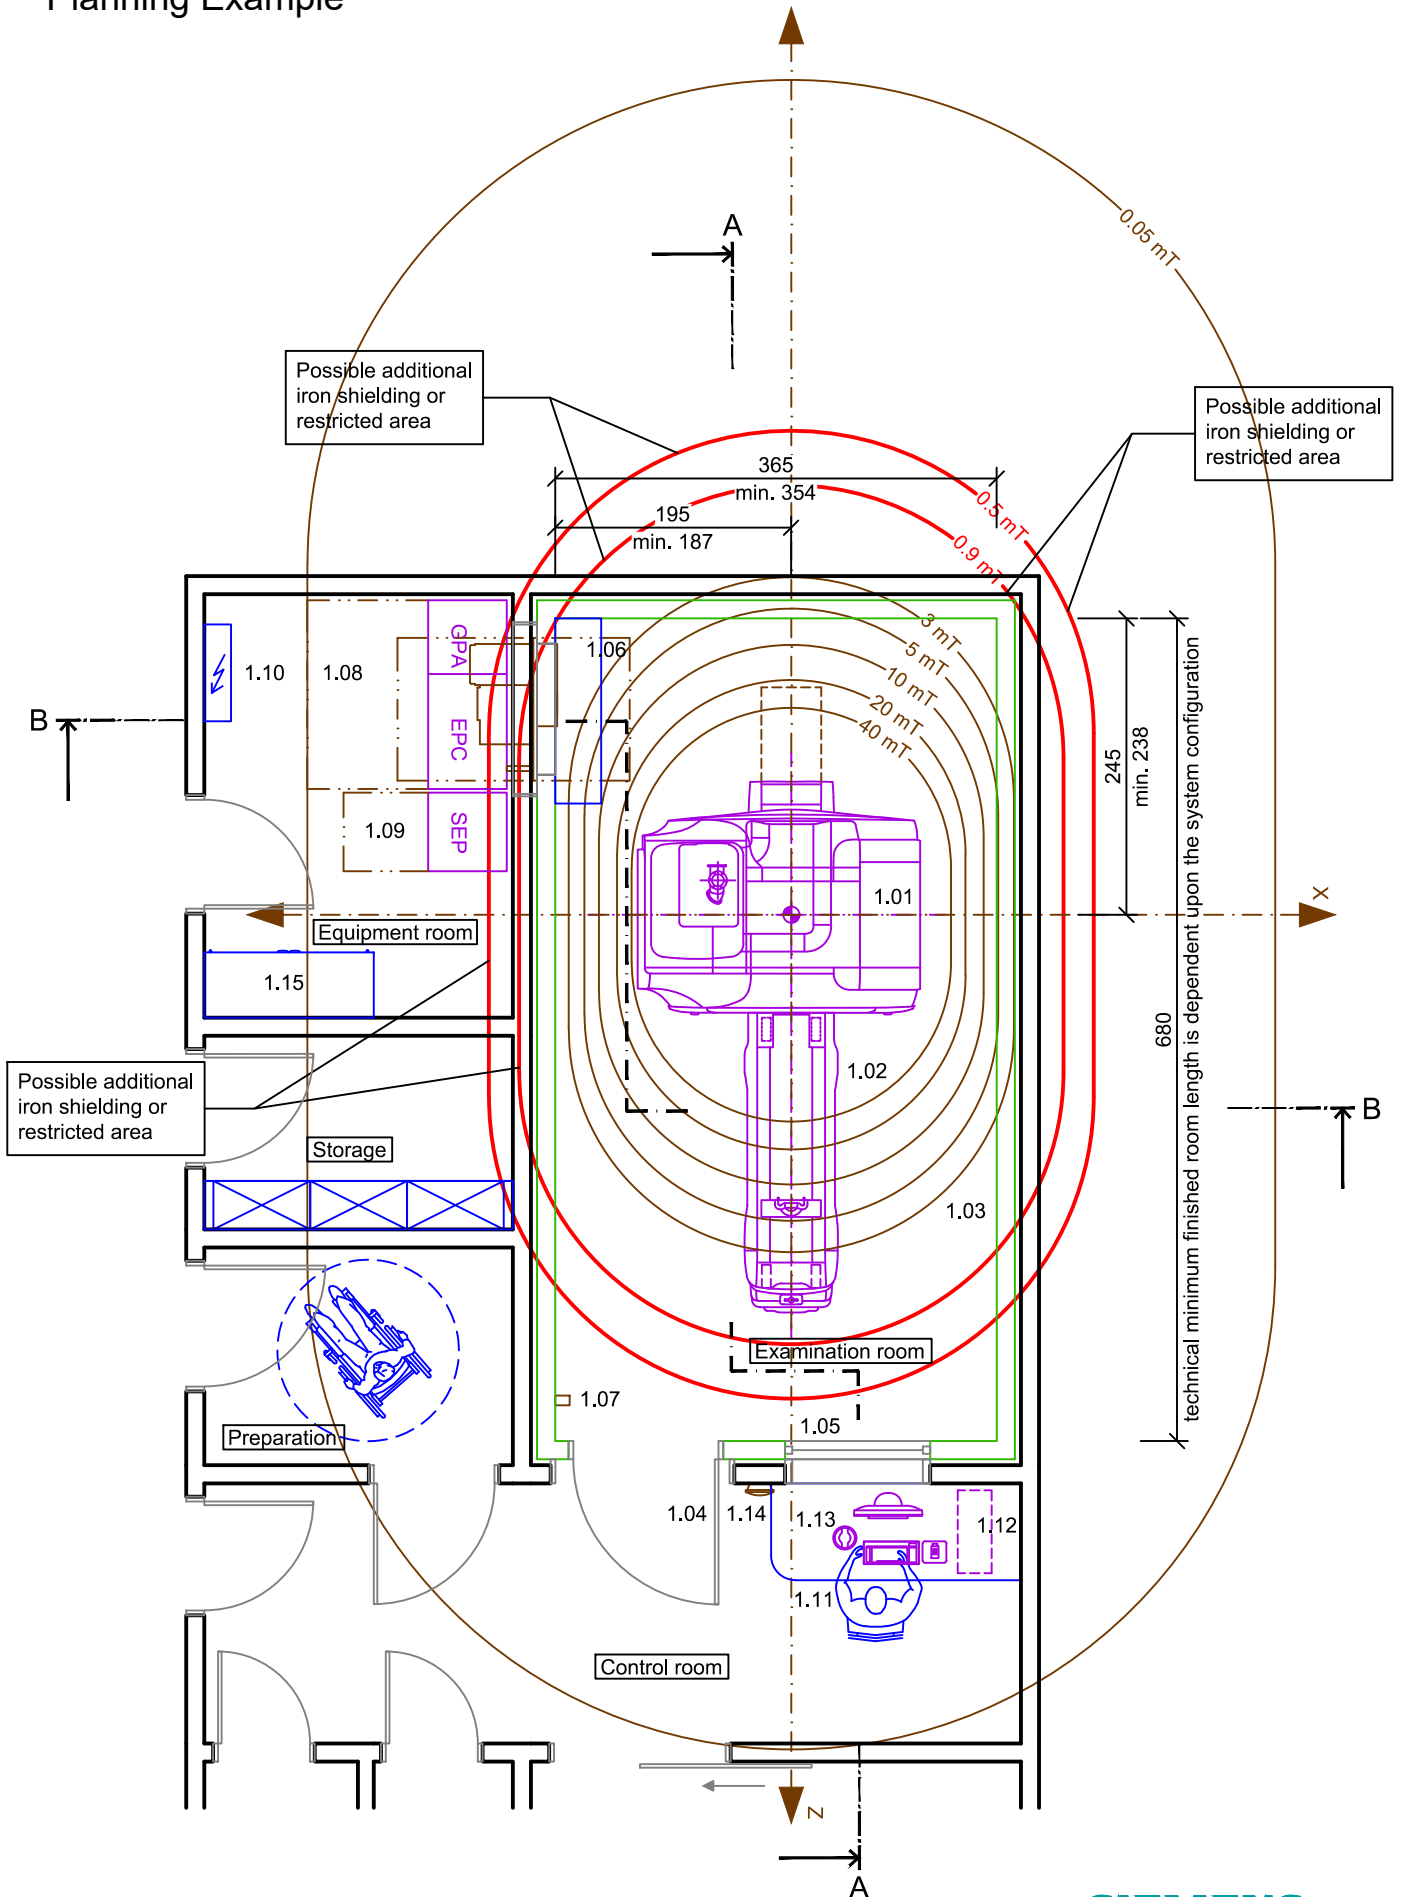 Planning Example
0.05 mT
A
Possible additional
iron shielding or
restricted area
Possible additional
iron shielding or
restricted area
365
min. 354
0.5 mT
195
min. 187
0.9 mT
3 mT
5 mT
10 mT
20 mT
40 mT
GPA
EPC
SEP
1.06
1.10
1.08
B
1.09
245
min. 238
680
technical minimum finished room length is dependent upon the system configuration
1.01
X
Equipment room
1.15
1.02
Possible additional
iron shielding or
restricted area
B
Storage
1.03
Examination room
1.07
1.05
Preparation
1.04
1.14
1.13
1.12
1.11
Control room
Z
A
SIEMENS